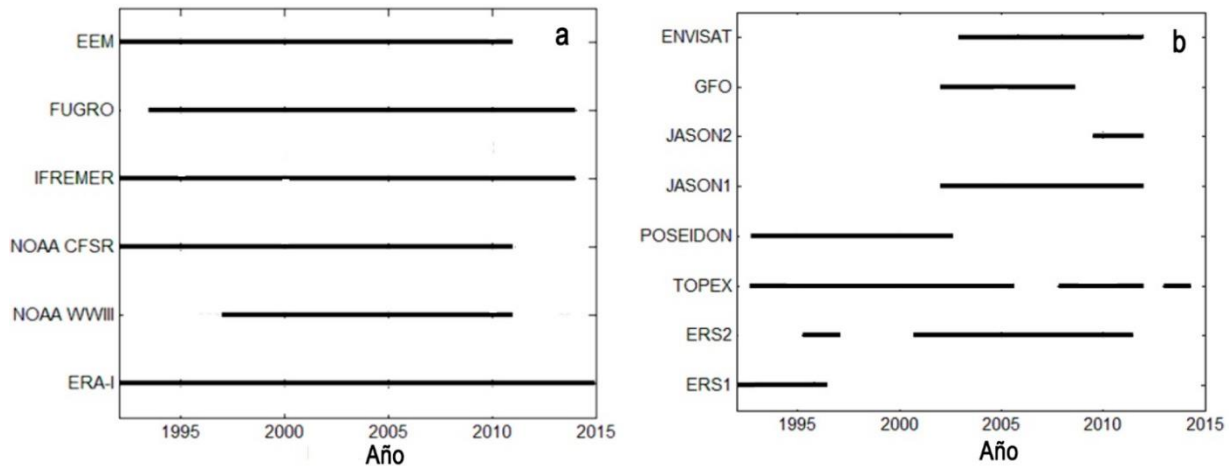 a
EEM
FUGRO
IFREMER
NOAA CFSR
NOAA WWIII
ERA-I
1995 2000 2005 2010 2015
Año
b
ENVISAT
GFO
JASON2
JASON1
POSEIDON
TOPEX
ERS2
ERS1
1995 2000 2005 2010 2015
Año